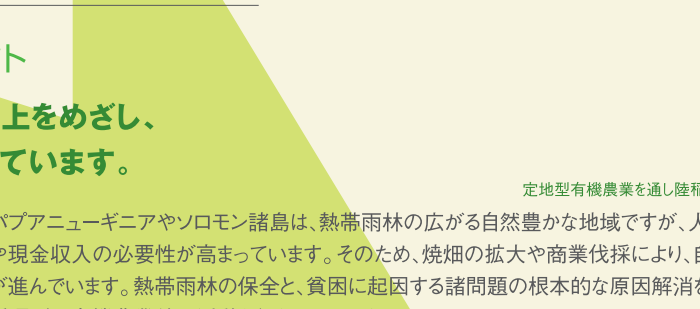 ト
上をめざし、
ています。
定地型有機農業を通し陸稲
パプアニューギニアやソロモン諸島は、熱帯雨林の広がる自然豊かな地域ですが、人
や現金収入の必要性が高まっています。そのため、焼畑の拡大や商業伐採により、自
が進んでいます。熱帯雨林の保全と、貧困に起因する諸問題の根本的な原因解消を